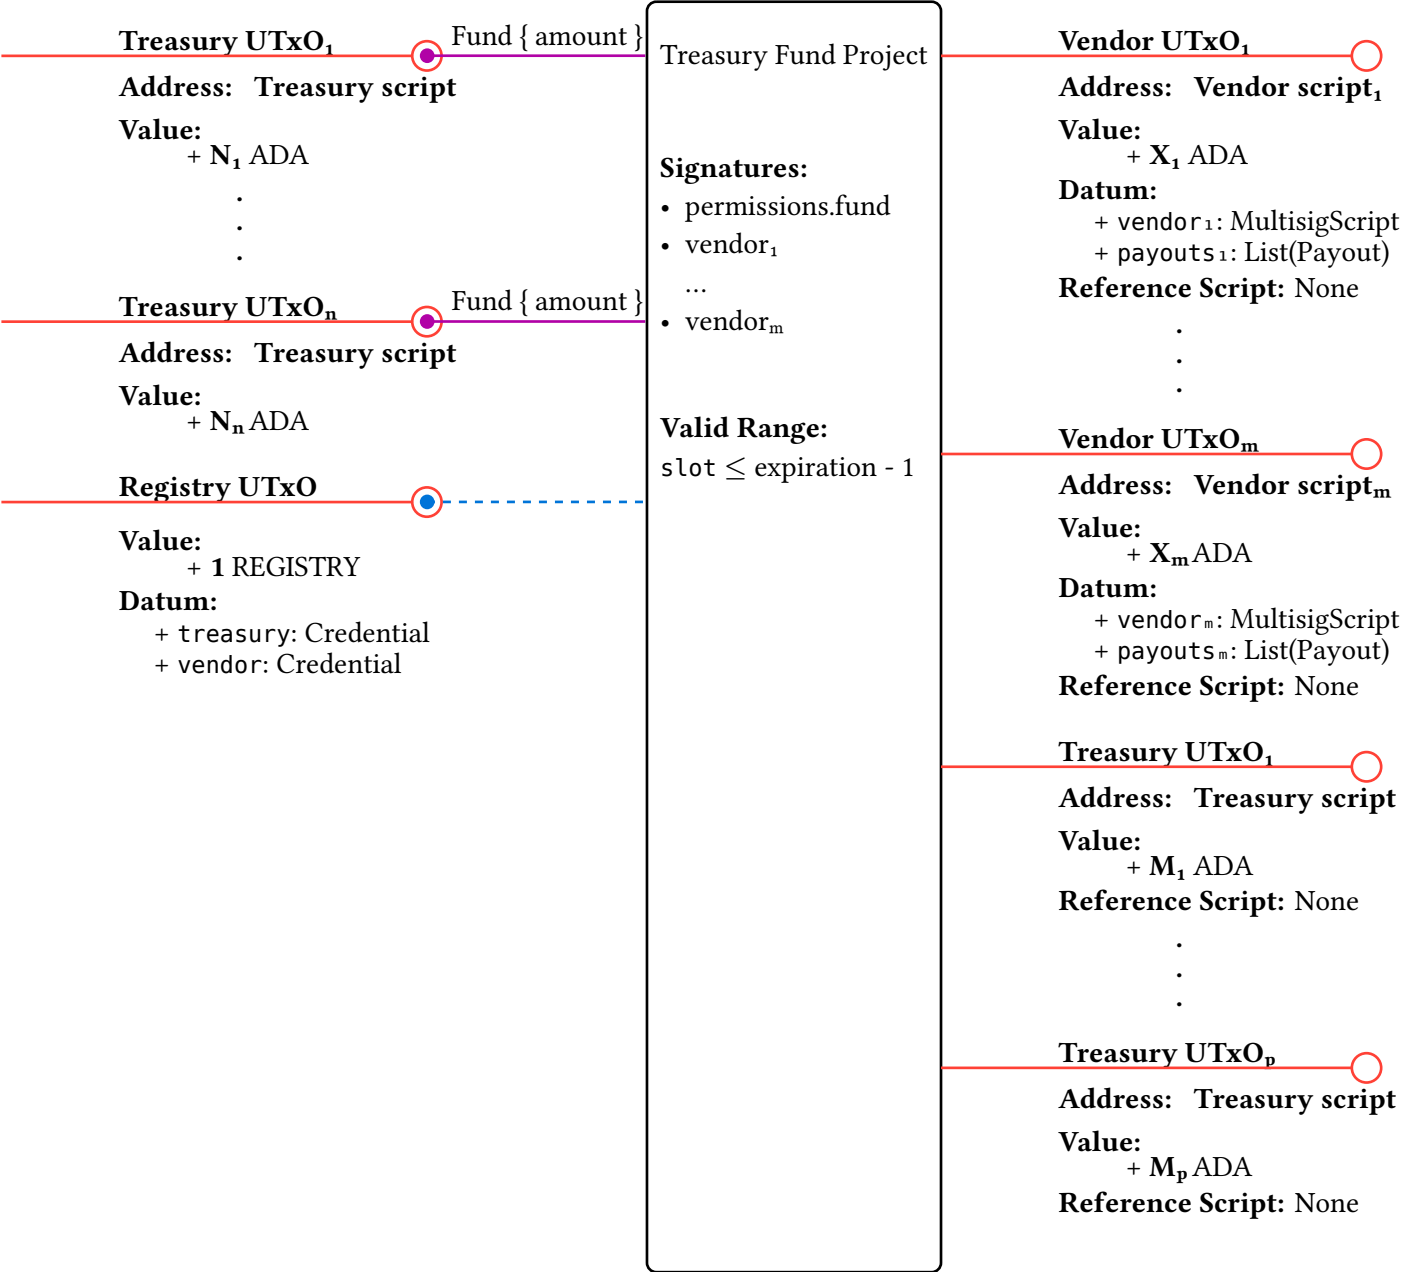 Treasury UTxO₁
Address: Treasury script
Value:
+ N₁ ADA
.
.
.
Treasury UTxOₙ
Address: Treasury script
Value:
+ Nₙ ADA
Registry UTxO
Value:
+ 1 REGISTRY
Datum:
+ treasury: Credential
+ vendor: Credential
Fund { amount }
Fund { amount }
Treasury Fund Project
Signatures:
• permissions.fund
• vendor₁
...
• vendorₘ
Valid Range:
slot ≤ expiration - 1
Vendor UTxO₁
Address: Vendor script₁
Value:
+ X₁ ADA
Datum:
+ vendor₁: MultisigScript
+ payouts₁: List(Payout)
Reference Script: None
.
.
.
Vendor UTxOₘ
Address: Vendor scriptₘ
Value:
+ Xₘ ADA
Datum:
+ vendorₘ: MultisigScript
+ payoutsₘ: List(Payout)
Reference Script: None
Treasury UTxO₁
Address: Treasury script
Value:
+ M₁ ADA
Reference Script: None
.
.
.
Treasury UTxOₚ
Address: Treasury script
Value:
+ Mₚ ADA
Reference Script: None